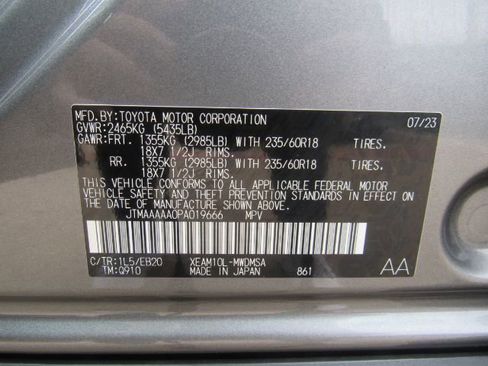 MFD.BY:TOYOTA MOTOR CORPORATION 07/23
GVWR:2465KG (5435LB)
GAWR:FRT. 1355KG (2985LB) WITH 235/60R18 TIRES.
18X7 1/2J RIMS.
RR. 1355KG (2985LB) WITH 235/60R18 TIRES.
18X7 1/2J RIMS.
THIS VEHICLE CONFORMS TO ALL APPLICABLE FEDERAL MOTOR
VEHICLE SAFETY AND THEFT PREVENTION STANDARDS IN EFFECT
ON THE DATE OF MANUFACTURE SHOWN ABOVE.
JTMAAAAA0PA019666 MPV
C/TR:1L5/EB20 XEAM10L-MWDMSA AA
TM:Q910 MADE IN JAPAN 861